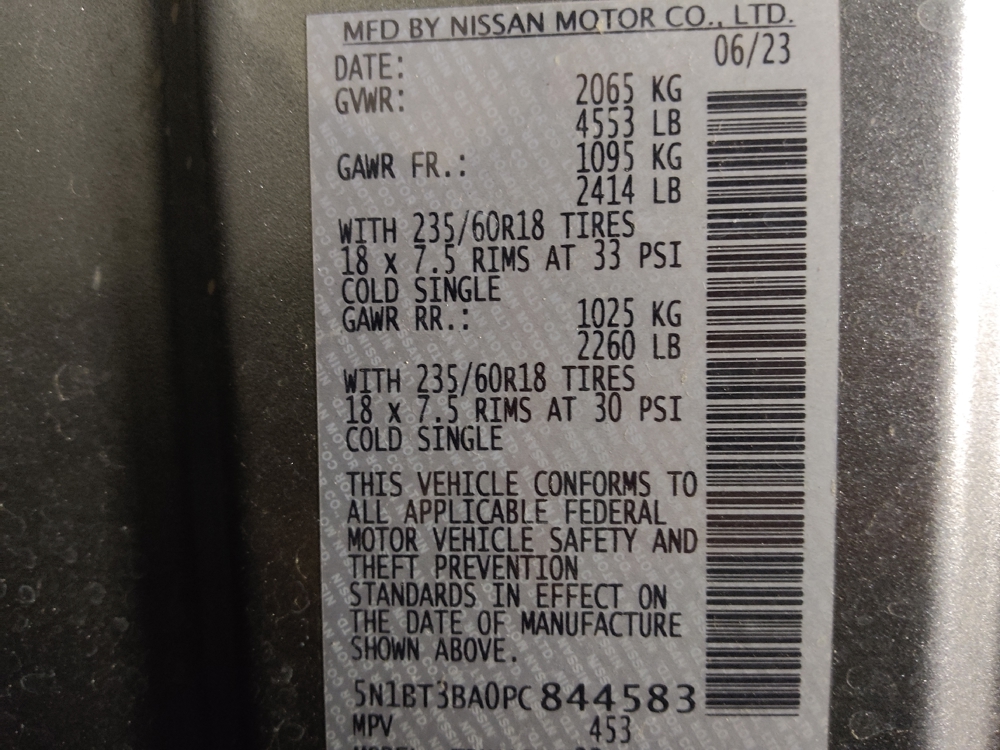 MFD BY NISSAN MOTOR CO., LTD.
DATE: 06/23
GVWR: 2065 KG
4553 LB
GAWR FR.: 1095 KG
2414 LB
WITH 235/60R18 TIRES
18 x 7.5 RIMS AT 33 PSI
COLD SINGLE
GAWR RR.: 1025 KG
2260 LB
WITH 235/60R18 TIRES
18 x 7.5 RIMS AT 30 PSI
COLD SINGLE
THIS VEHICLE CONFORMS TO
ALL APPLICABLE FEDERAL
MOTOR VEHICLE SAFETY AND
THEFT PREVENTION
STANDARDS IN EFFECT ON
THE DATE OF MANUFACTURE
SHOWN ABOVE.
5N1BT3BA0PC844583
MPV 453